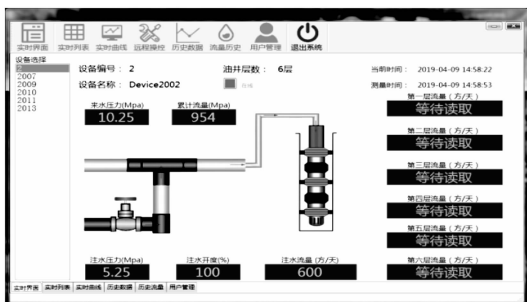 实时界面 实时列表 实时曲线 远程操控 历史数据 历史流量 用户管理 退出系统
设备选择
2
2007
2009
2010
2011
2013
设备编号：2 油井层数：6层
设备名称：Device2002
当前时间：2019-04-09 14:58:22
测量时间：2019-04-09 14:58:53
来水压力(Mpa) 累计流量(Mpa)
10.25 954
第一层流量（方/天）
等待读取
第二层流量（方/天）
等待读取
第三层流量（方/天）
等待读取
第四层流量（方/天）
等待读取
第五层流量（方/天）
等待读取
第六层流量（方/天）
等待读取
注水压力(Mpa) 注水开度(%) 注水流量（方/天）
5.25 100 600
实时界面 实时列表 实时曲线 历史数据 历史流量 用户管理